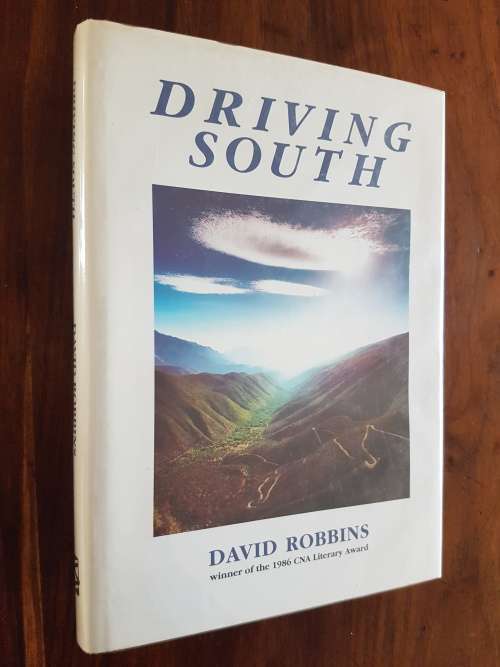 DRIVING
SOUTH
DAVID ROBBINS
winner of the 1986 CNA Literary Award